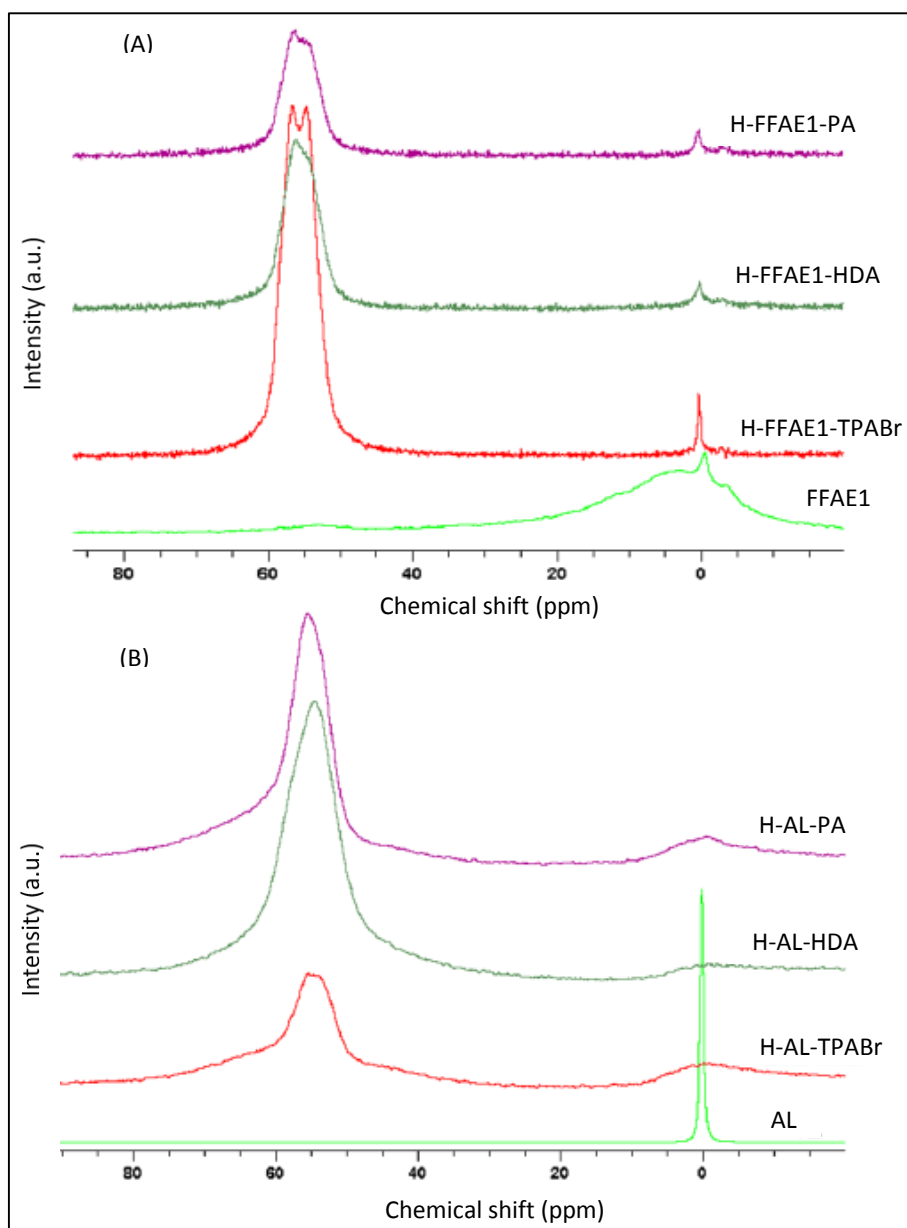 (A)
H-FFAE1-PA
H-FFAE1-HDA
H-FFAE1-TPABr
FFAE1
Intensity (a.u.)
80 60 40 20 0
Chemical shift (ppm)
(B)
H-AL-PA
H-AL-HDA
H-AL-TPABr
AL
Intensity (a.u.)
80 60 40 20 0
Chemical shift (ppm)